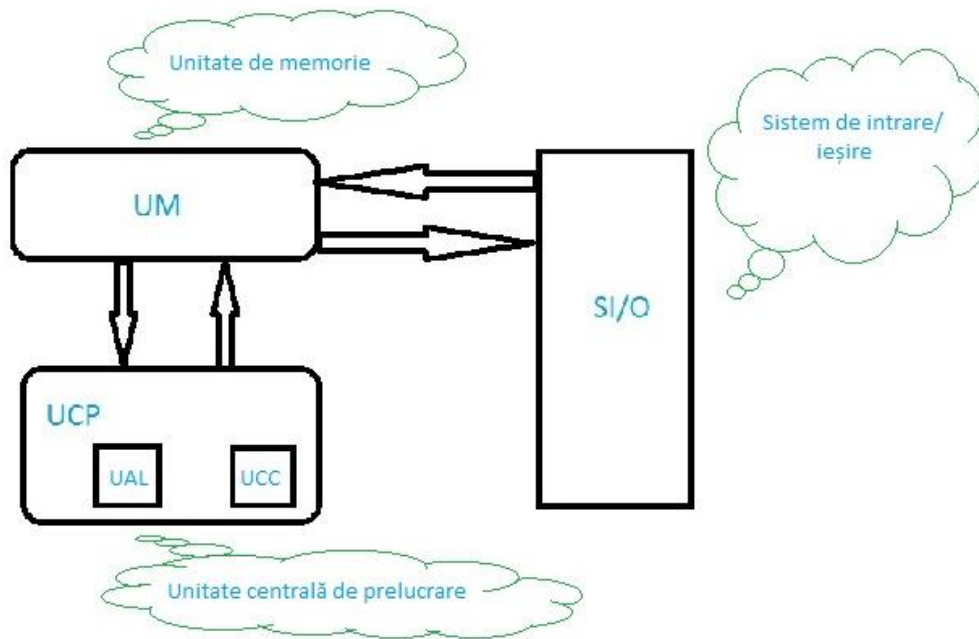 Unitate de memorie
Sistem de intrare/
ieșire
UM
SI/O
UCP
UAL
UCC
Unitate centrală de prelucrare